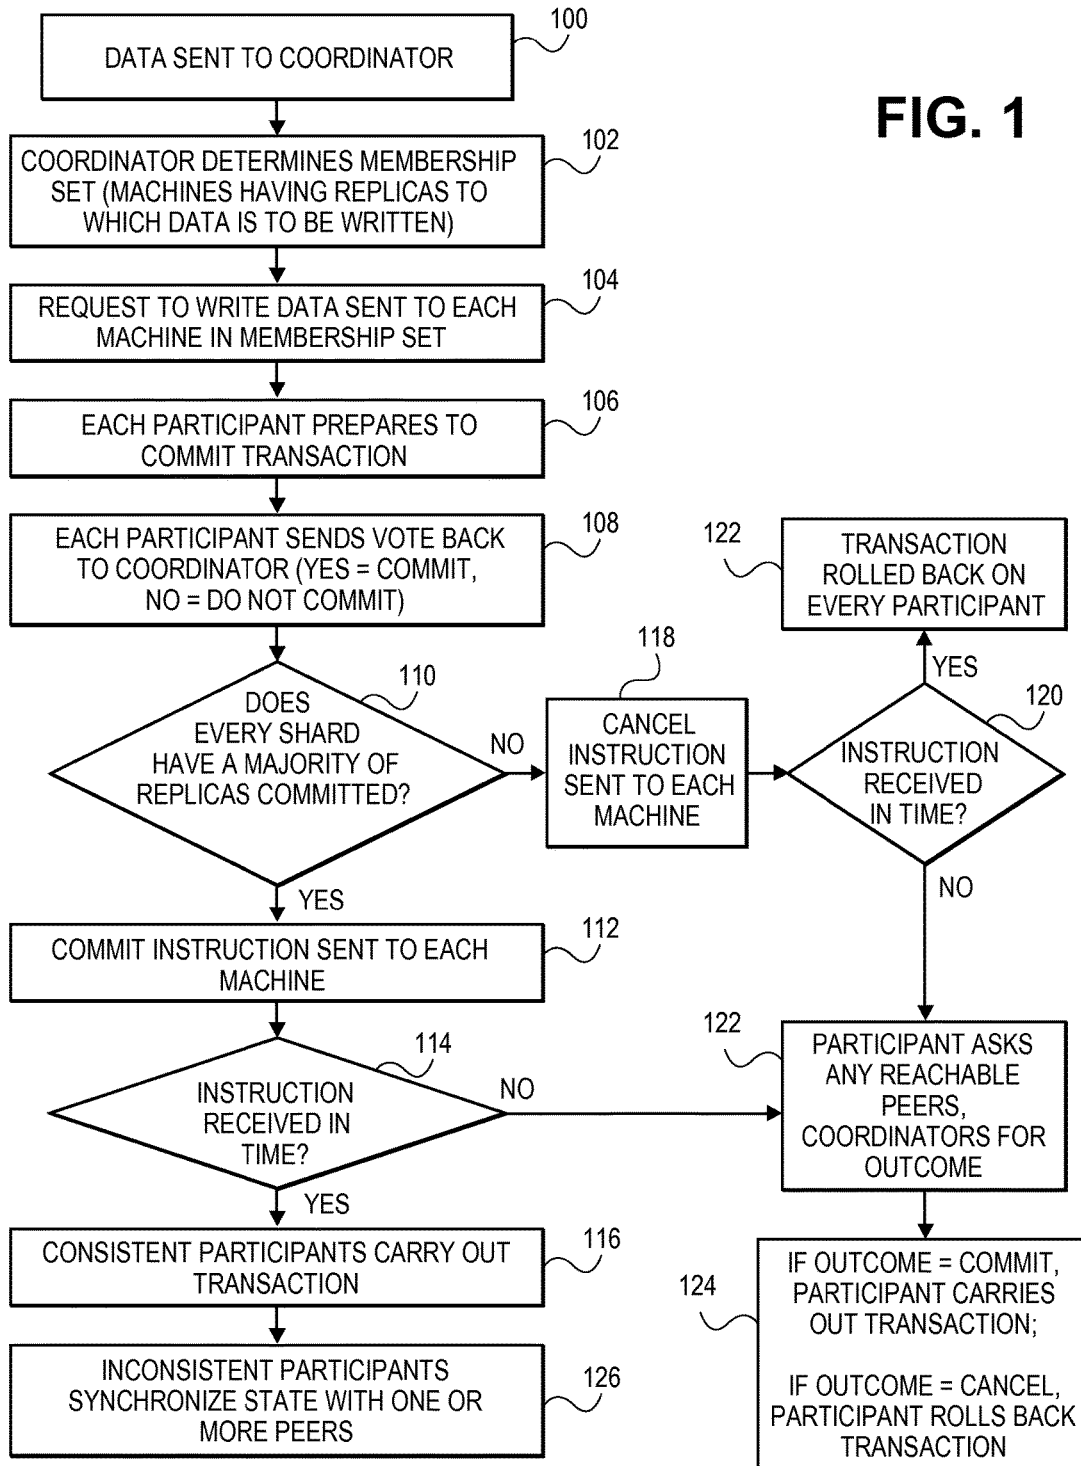 100
DATA SENT TO COORDINATOR
FIG. 1
102
COORDINATOR DETERMINES MEMBERSHIP
SET (MACHINES HAVING REPLICAS TO
WHICH DATA IS TO BE WRITTEN)
104
REQUEST TO WRITE DATA SENT TO EACH
MACHINE IN MEMBERSHIP SET
106
EACH PARTICIPANT PREPARES TO
COMMIT TRANSACTION
108
EACH PARTICIPANT SENDS VOTE BACK
TO COORDINATOR (YES = COMMIT,
NO = DO NOT COMMIT)
110
DOES
EVERY SHARD
HAVE A MAJORITY OF
REPLICAS COMMITTED?
NO
118
CANCEL
INSTRUCTION
SENT TO EACH
MACHINE
120
INSTRUCTION
RECEIVED
IN TIME?
YES
122
TRANSACTION
ROLLED BACK ON
EVERY PARTICIPANT
NO
YES
112
COMMIT INSTRUCTION SENT TO EACH
MACHINE
114
INSTRUCTION
RECEIVED IN
TIME?
NO
122
PARTICIPANT ASKS
ANY REACHABLE
PEERS,
COORDINATORS FOR
OUTCOME
YES
116
CONSISTENT PARTICIPANTS CARRY OUT
TRANSACTION
126
INCONSISTENT PARTICIPANTS
SYNCHRONIZE STATE WITH ONE OR
MORE PEERS
124
IF OUTCOME = COMMIT,
PARTICIPANT CARRIES
OUT TRANSACTION;
IF OUTCOME = CANCEL,
PARTICIPANT ROLLS BACK
TRANSACTION